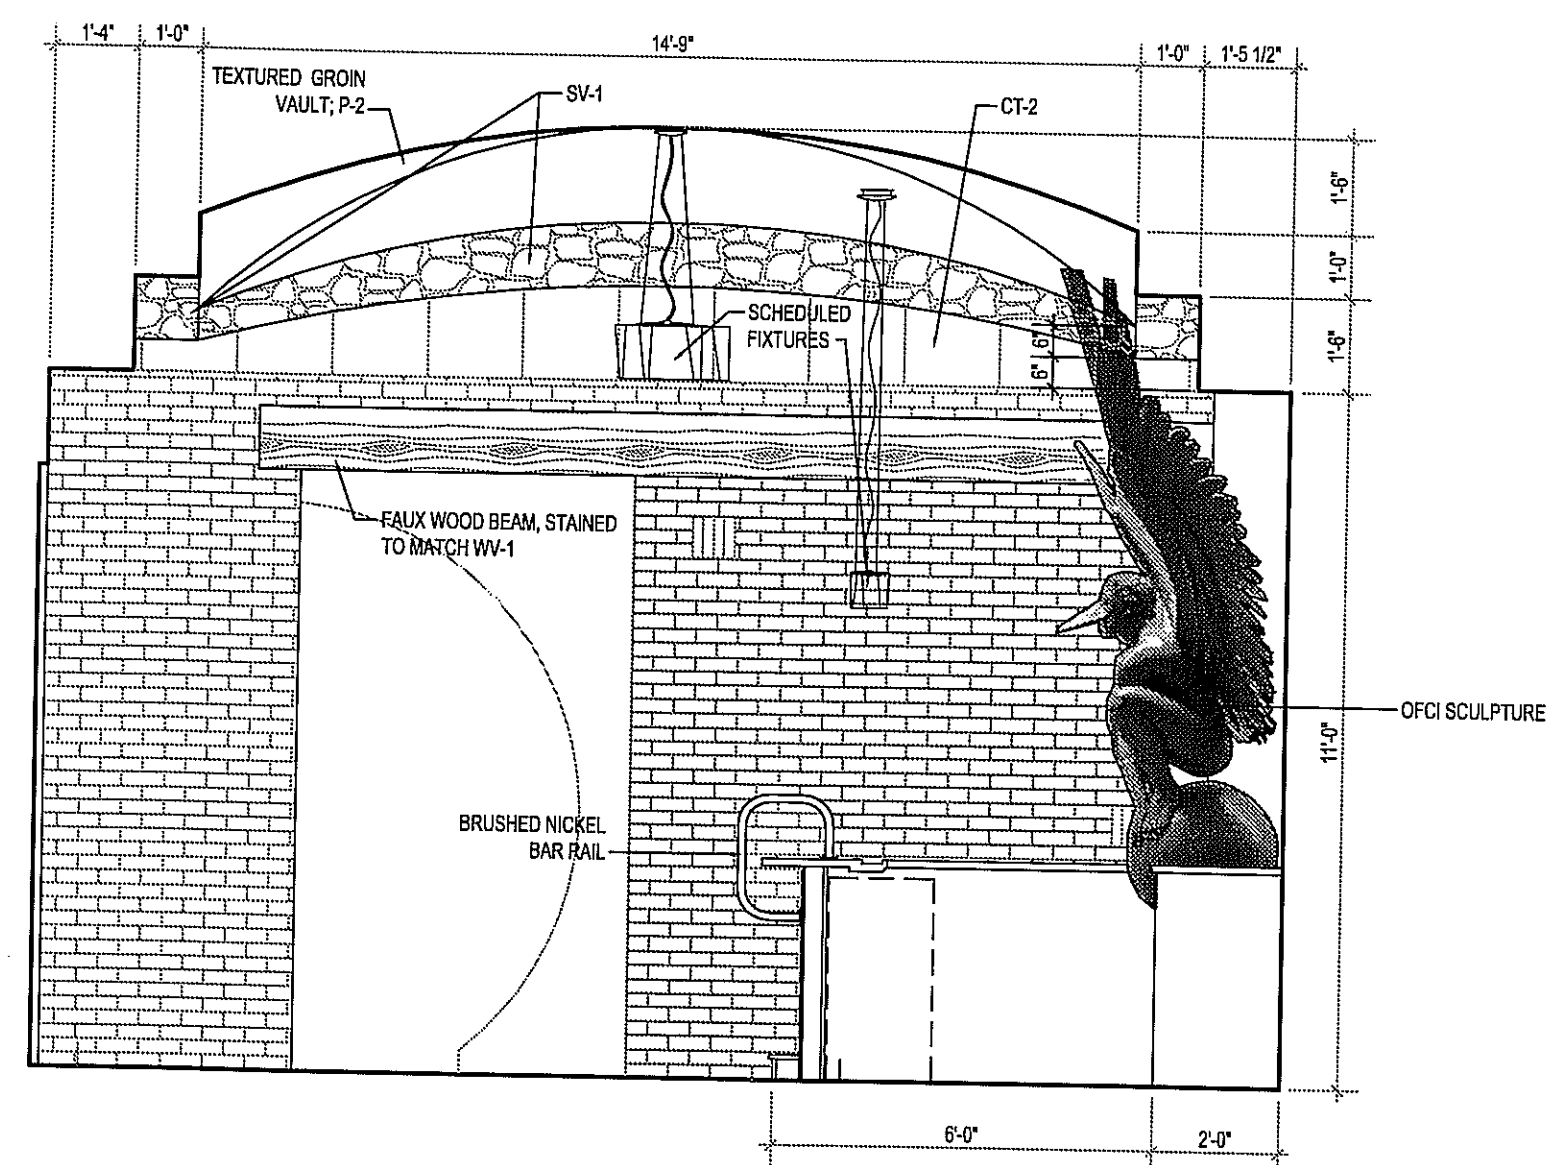 1'-4" 1'-0" 14'-9" 1'-0" 1'-5 1/2"
TEXTURED GROIN
VAULT; P-2
SV-1
CT-2
1'-6"
1'-0"
1'-6"
SCHEDULED
FIXTURES
6"
6"
FAUX WOOD BEAM, STAINED
TO MATCH WV-1
OFCI SCULPTURE
11'-0"
BRUSHED NICKEL
BAR RAIL
6'-0" 2'-0"